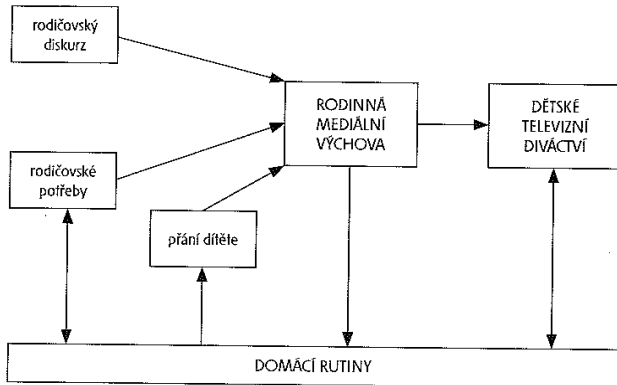 rodičovský
diskurz
RODINNÁ
MEDIÁLNÍ
VÝCHOVA
DĚTSKÉ
TELEVIZNÍ
DIVÁCTVÍ
rodičovské
potřeby
přání dítěte
DOMÁCÍ RUTINY